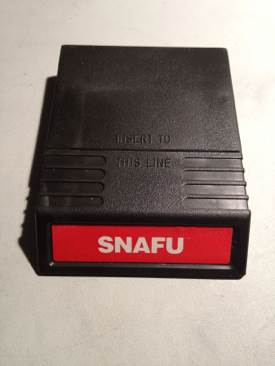 INSERT TO
THIS LINE
SNAFU